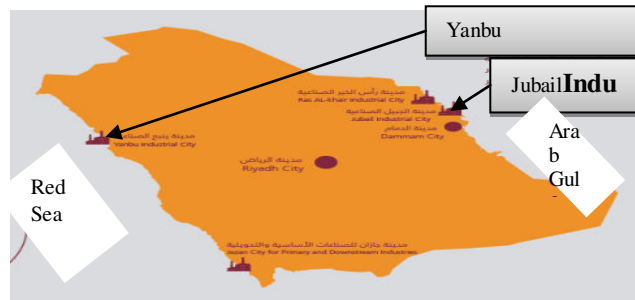 Yanbu
JubailIndu
مدينة رأس الخير الصناعية
Ras AL-khair Industrial City
مدينة الجبيل الصناعية
Jubail Industrial City
مدينة الدمام
Dammam City
مدينة ينبع الصناعية
Yanbu Industrial City
مدينة الرياض
Riyadh City
Ara
b
Gul
Red
Sea
مدينة جازان للصناعات الأساسية والتحويلية
Jazan City for Primary and Downstream Industries